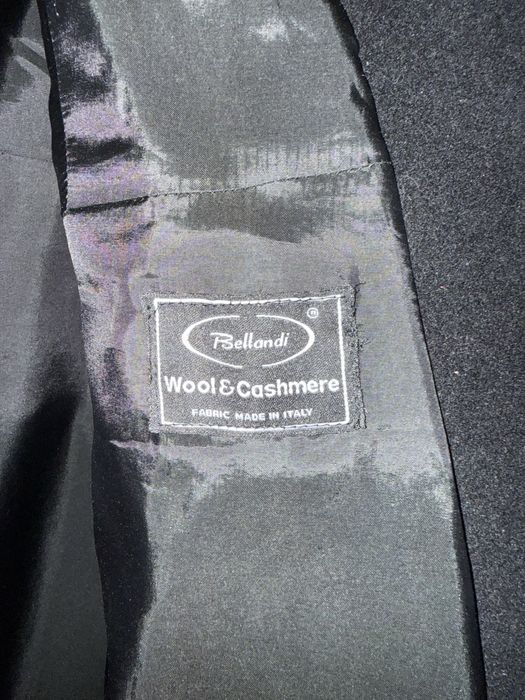 ®
Bellandi
Wool & Cashmere
FABRIC MADE IN ITALY